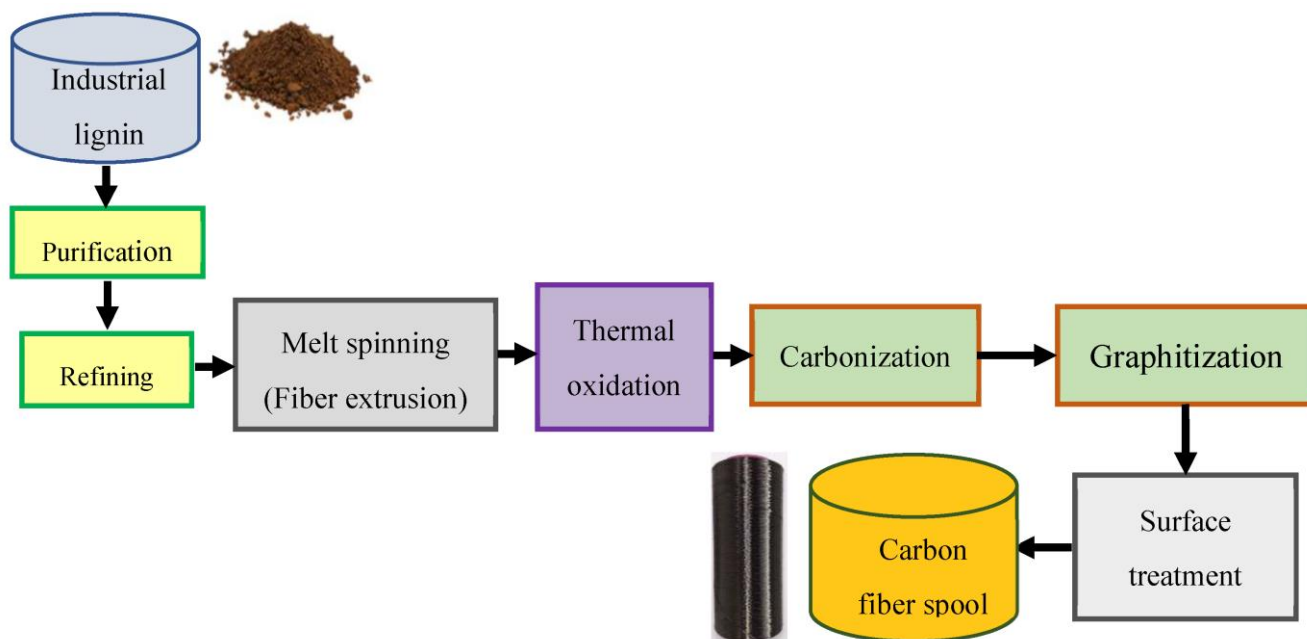 Industrial
lignin
Purification
Refining
Melt spinning
(Fiber extrusion)
Thermal
oxidation
Carbonization
Graphitization
Surface
treatment
Carbon
fiber spool